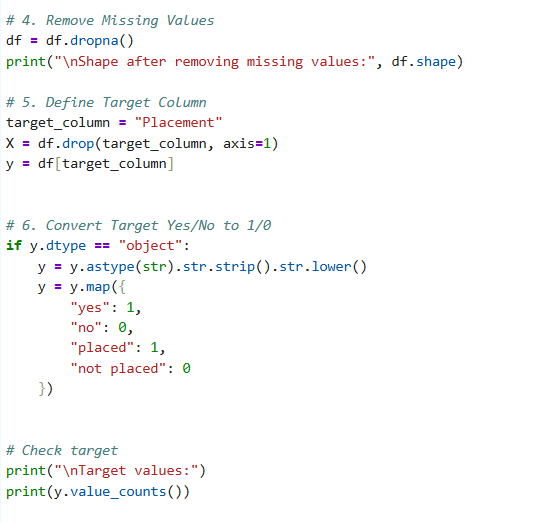 # 4. Remove Missing Values
df = df.dropna()
print("\nShape after removing missing values:", df.shape)

# 5. Define Target Column
target_column = "Placement"
X = df.drop(target_column, axis=1)
y = df[target_column]


# 6. Convert Target Yes/No to 1/0
if y.dtype == "object":
    y = y.astype(str).str.strip().str.lower()
    y = y.map({
        "yes": 1,
        "no": 0,
        "placed": 1,
        "not placed": 0
    })


# Check target
print("\nTarget values:")
print(y.value_counts())